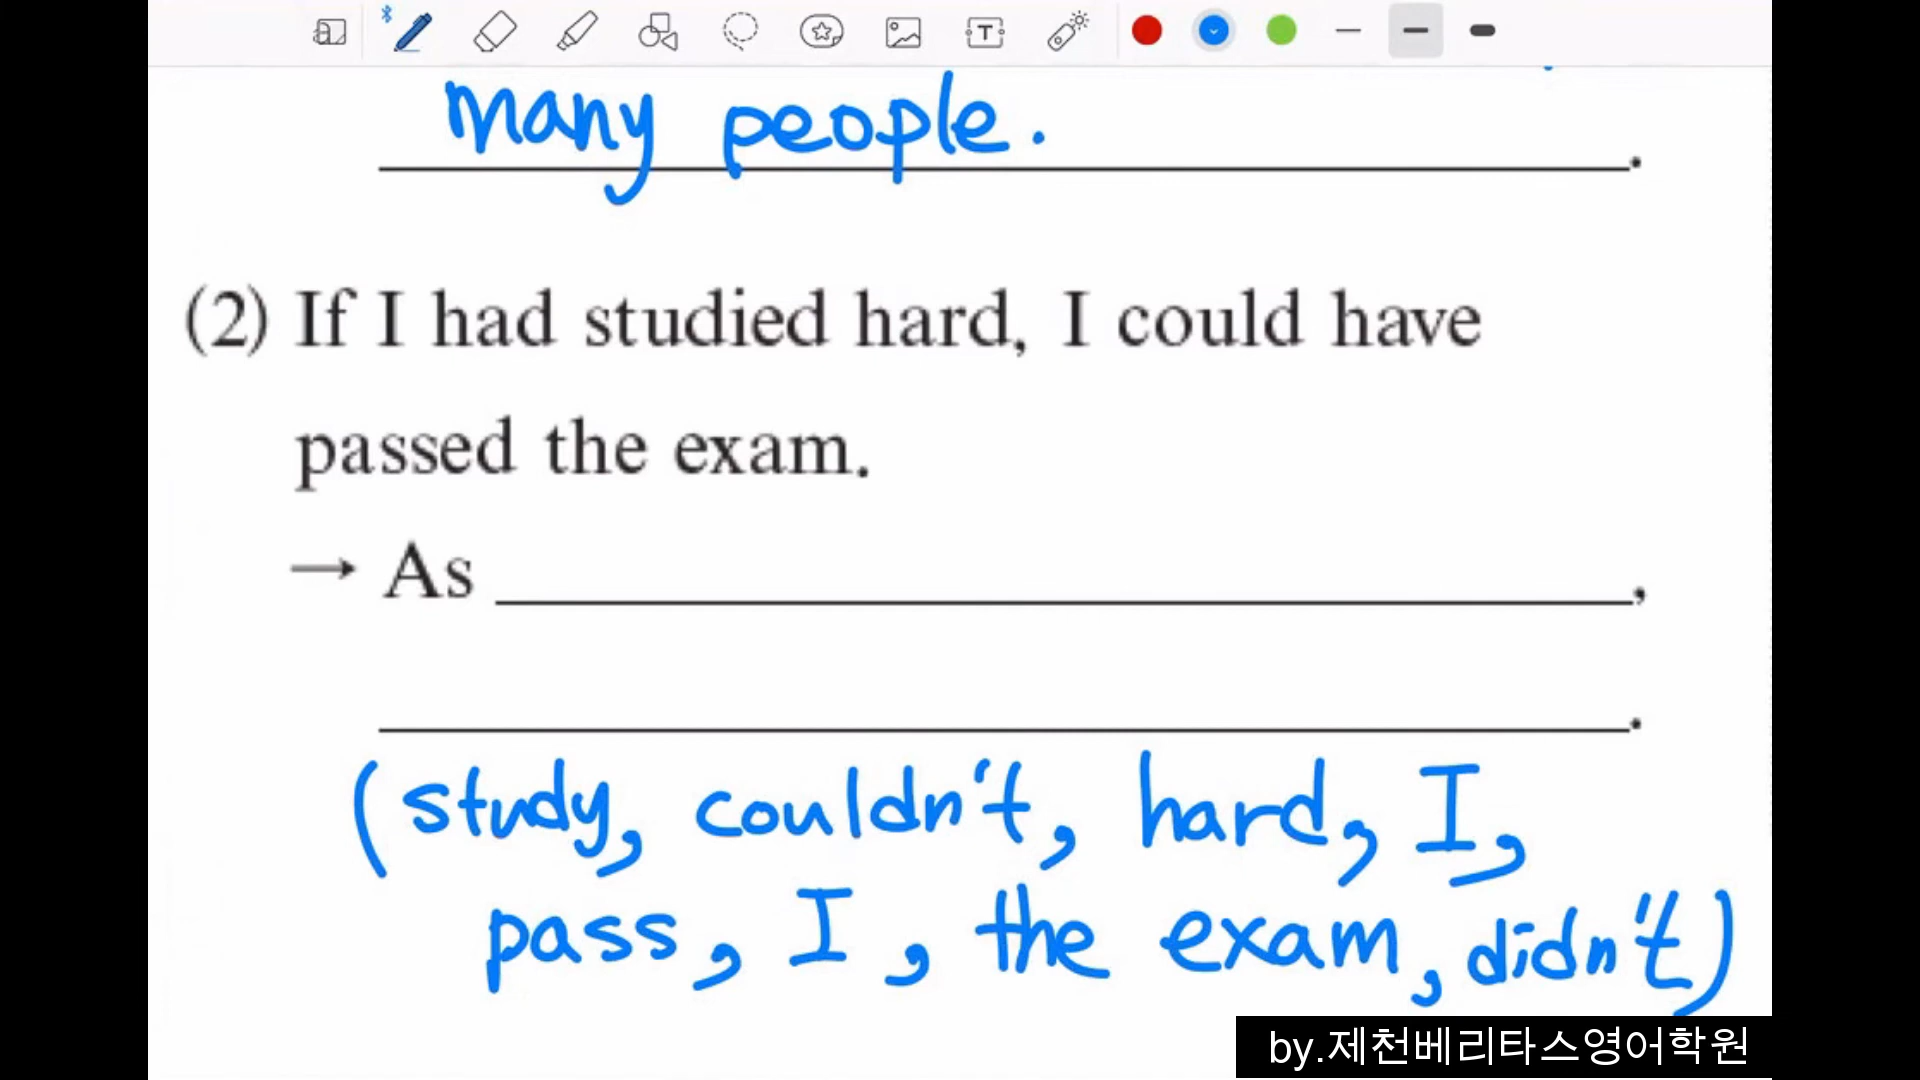 many people.
.
(2) If I had studied hard, I could have
passed the exam.
→ As ,
.
(study, couldn't, hard, I,
pass, I, the exam, didn't)
by.제천베리타스영어학원